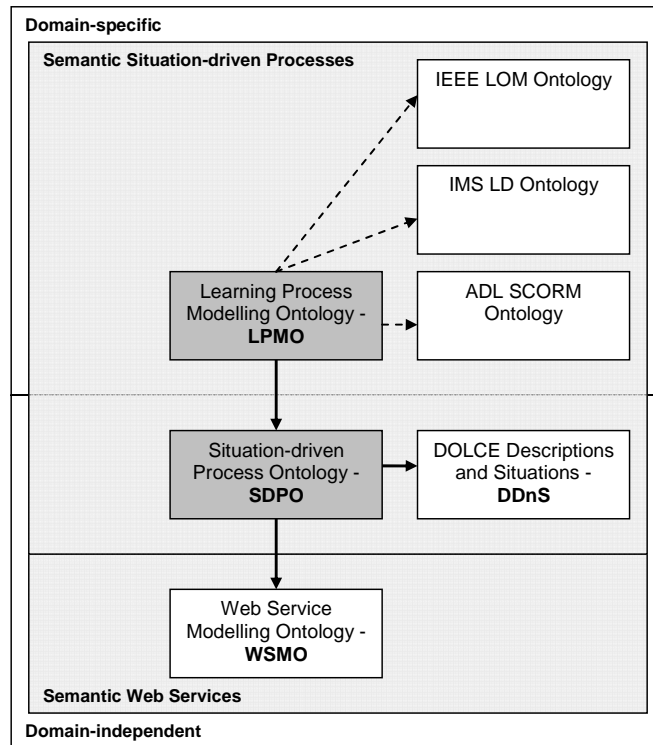 Domain-specific
Semantic Situation-driven Processes
IEEE LOM Ontology
IMS LD Ontology
Learning Process
Modelling Ontology -
LPMO
ADL SCORM
Ontology
Situation-driven
Process Ontology -
SDPO
DOLCE Descriptions
and Situations -
DDnS
Web Service
Modelling Ontology -
WSMO
Semantic Web Services
Domain-independent